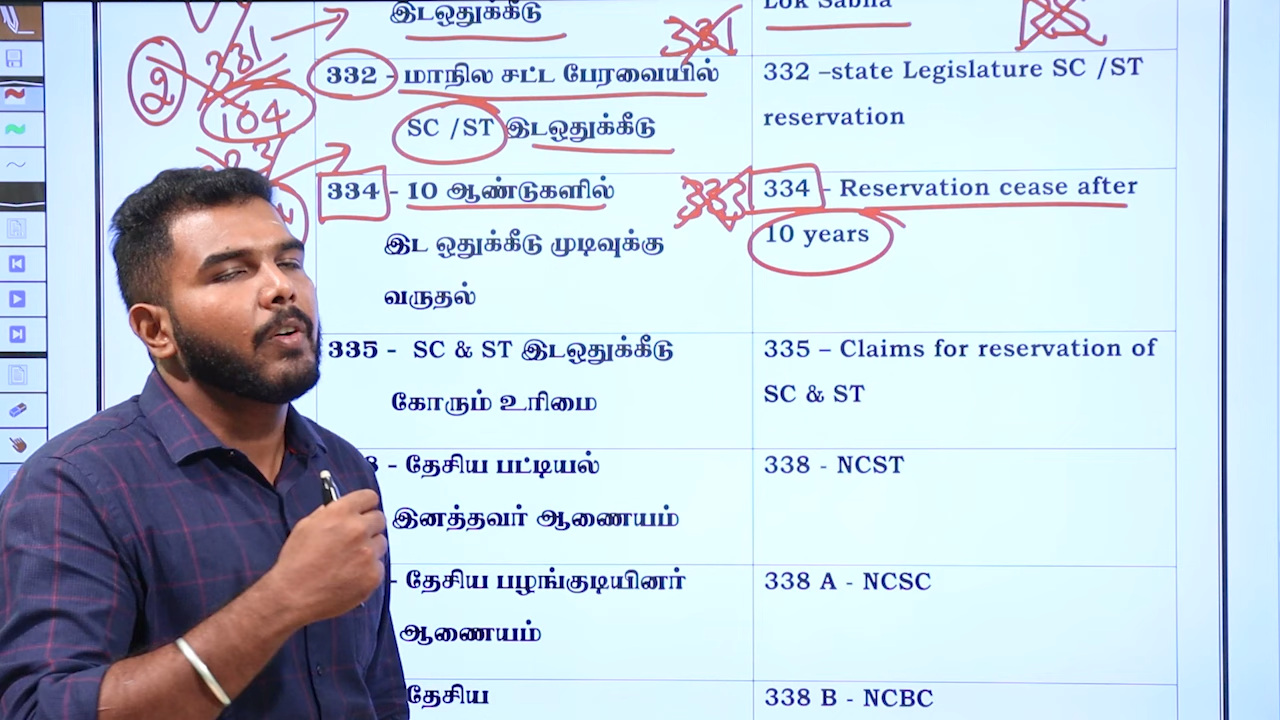 இடஒதுக்கீடு
Lok Sabha
331
2
331
104
332 - மாநில சட்ட பேரவையில்
SC /ST இடஒதுக்கீடு
332 –state Legislature SC /ST
reservation
334 - 10 ஆண்டுகளில்
இட ஒதுக்கீடு முடிவுக்கு
வருதல்
333
334 - Reservation cease after
10 years
335 - SC & ST இடஒதுக்கீடு
கோரும் உரிமை
335 – Claims for reservation of
SC & ST
- தேசிய பட்டியல்
இனத்தவர் ஆணையம்
338 - NCST
- தேசிய பழங்குடியினர்
ஆணையம்
338 A - NCSC
தேசிய
338 B - NCBC